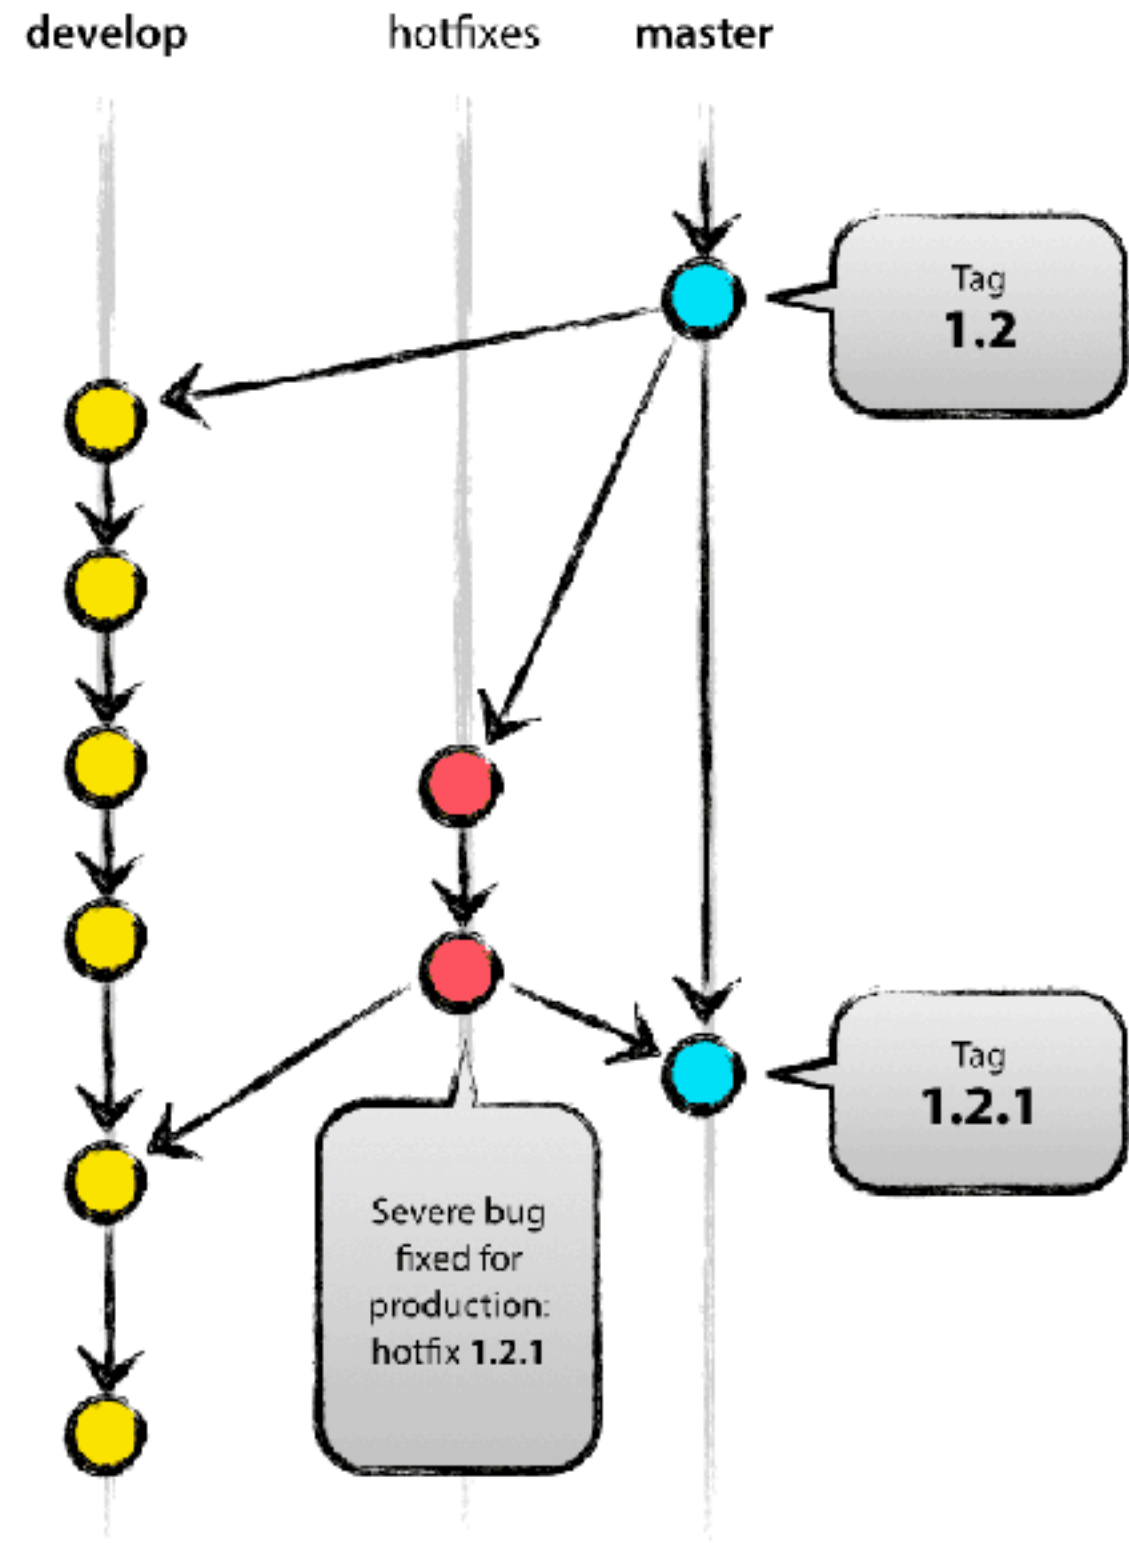 develop
hotfixes
master
Tag
1.2
Tag
1.2.1
Severe bug
fixed for
production:
hotfix 1.2.1